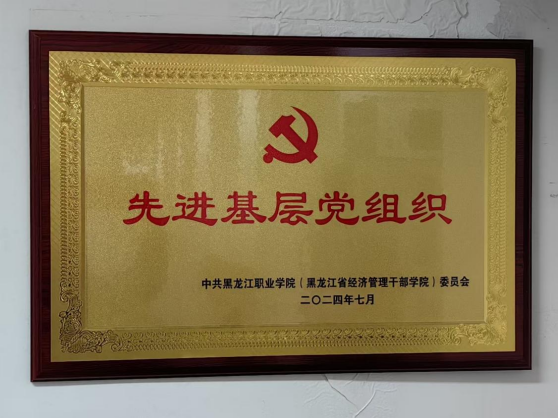 先进基层党组织
中共黑龙江职业学院（黑龙江省经济管理干部学院）委员会
二〇二四年七月